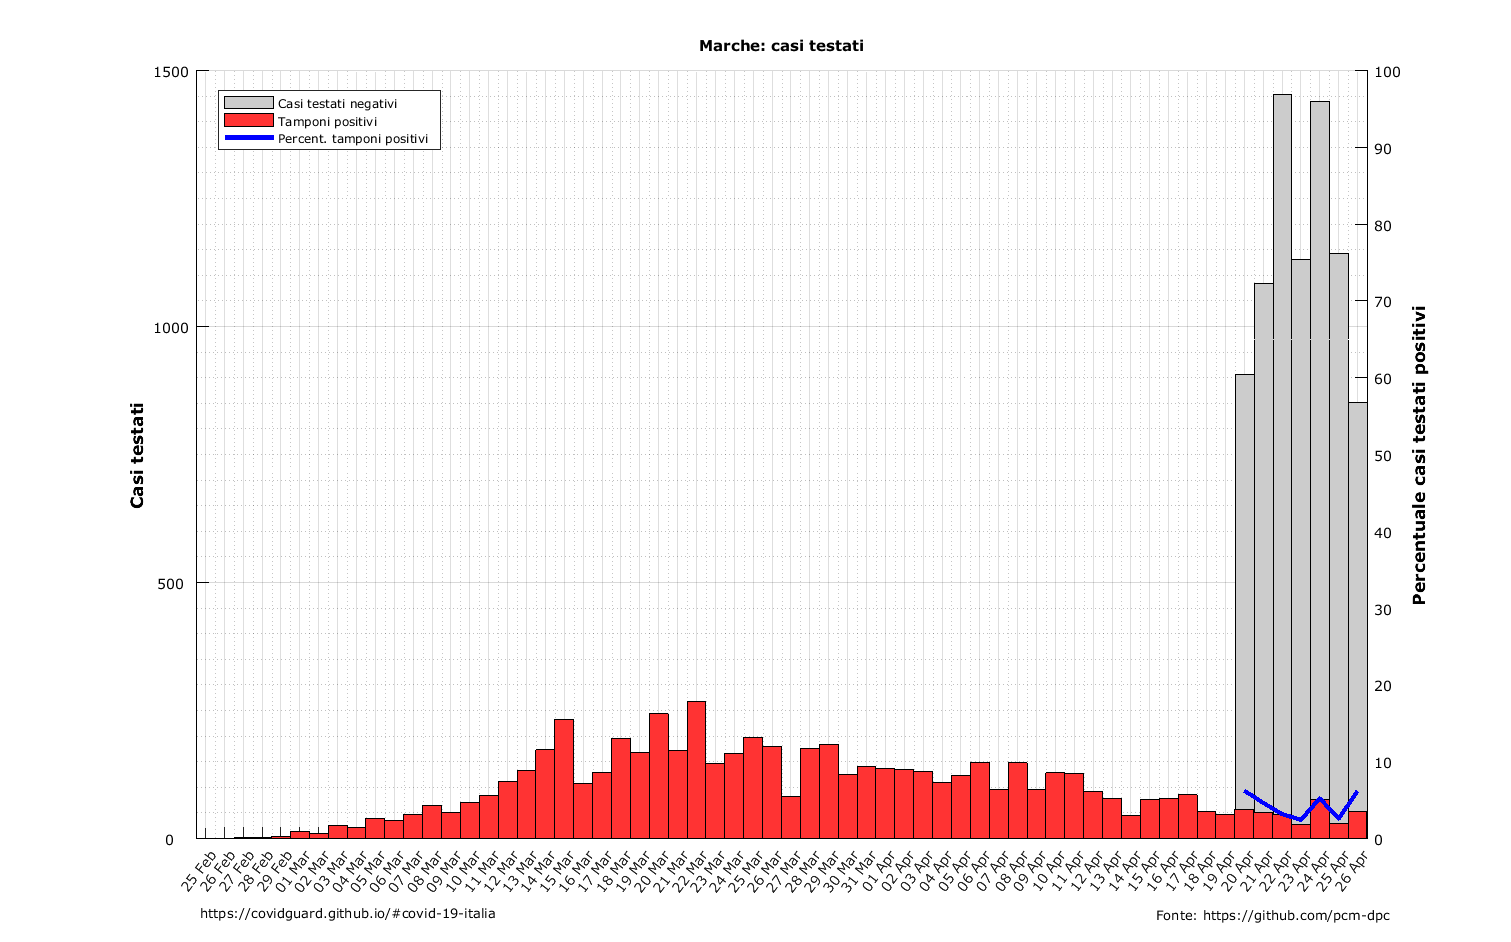 Marche: casi testati
Casi testati negativi
Tamponi positivi
Percent. tamponi positivi
Casi testati
1500
1000
500
0
100
90
80
70
60
50
40
30
20
10
0
Percentuale casi testati positivi
25 Feb
26 Feb
27 Feb
28 Feb
29 Feb
01 Mar
02 Mar
03 Mar
04 Mar
05 Mar
06 Mar
07 Mar
08 Mar
09 Mar
10 Mar
11 Mar
12 Mar
13 Mar
14 Mar
15 Mar
16 Mar
17 Mar
18 Mar
19 Mar
20 Mar
21 Mar
22 Mar
23 Mar
24 Mar
25 Mar
26 Mar
27 Mar
28 Mar
29 Mar
30 Mar
31 Mar
01 Apr
02 Apr
03 Apr
04 Apr
05 Apr
06 Apr
07 Apr
08 Apr
09 Apr
10 Apr
11 Apr
12 Apr
13 Apr
14 Apr
15 Apr
16 Apr
17 Apr
18 Apr
19 Apr
20 Apr
21 Apr
22 Apr
23 Apr
24 Apr
25 Apr
26 Apr
https://covidguard.github.io/#covid-19-italia
Fonte: https://github.com/pcm-dpc